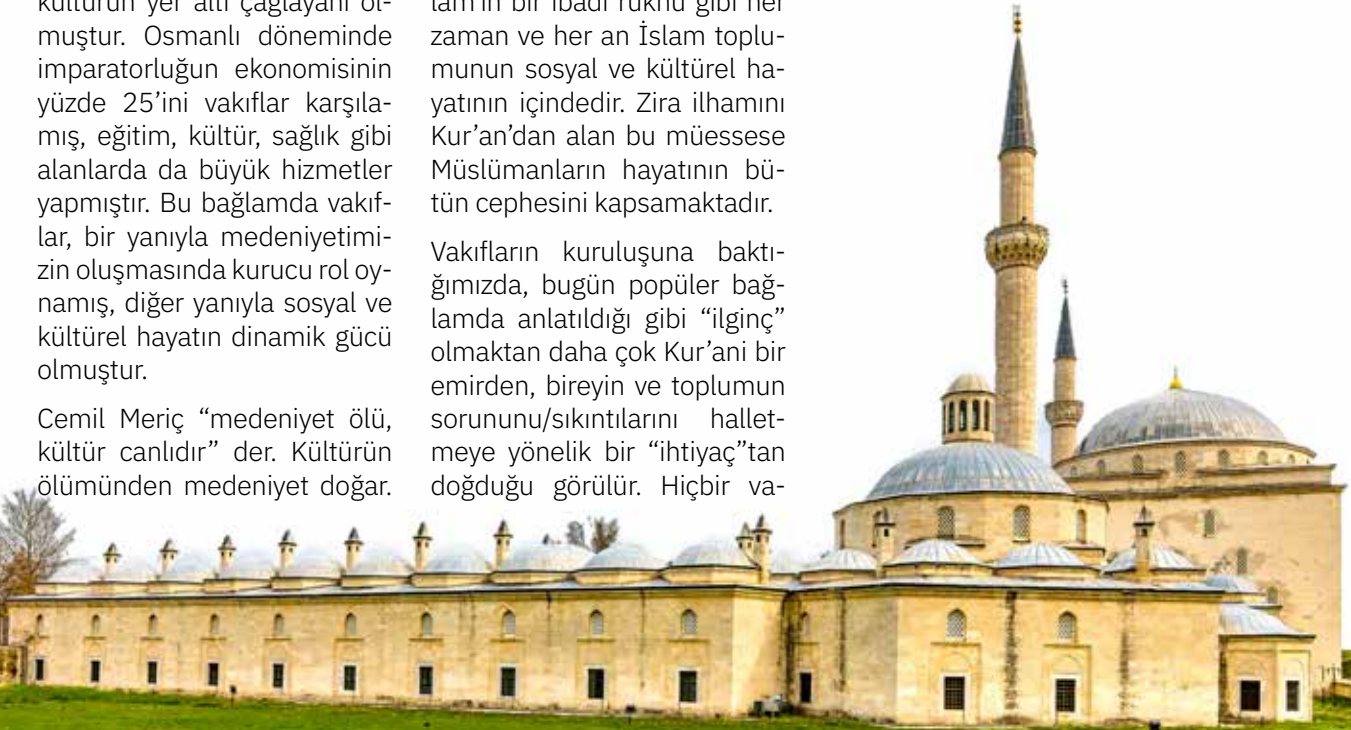 kültürün yer altı çağlayanı ol-
muştur. Osmanlı döneminde
imparatorluğun ekonomisinin
yüzde 25’ini vakıflar karşıla-
mış, eğitim, kültür, sağlık gibi
alanlarda da büyük hizmetler
yapmıştır. Bu bağlamda vakıf-
lar, bir yanıyla medeniyetimi-
zin oluşmasında kurucu rol oy-
namış, diğer yanıyla sosyal ve
kültürel hayatın dinamik gücü
olmuştur.
Cemil Meriç “medeniyet ölü,
kültür canlıdır” der. Kültürün
ölümünden medeniyet doğar.
lam’ın bir ibadi rüknü gibi her
zaman ve her an İslam toplu-
munun sosyal ve kültürel ha-
yatının içindedir. Zira ilhamını
Kur’an’dan alan bu müessese
Müslümanların hayatının bü-
tün cephesini kapsamaktadır.
Vakıfların kuruluşuna baktı-
ğımızda, bugün popüler bağ-
lamda anlatıldığı gibi “ilginç”
olmaktan daha çok Kur’ani bir
emirden, bireyin ve toplumun
sorununu/sıkıntılarını hallet-
meye yönelik bir “ihtiyaç”tan
doğduğu görülür. Hiçbir va-